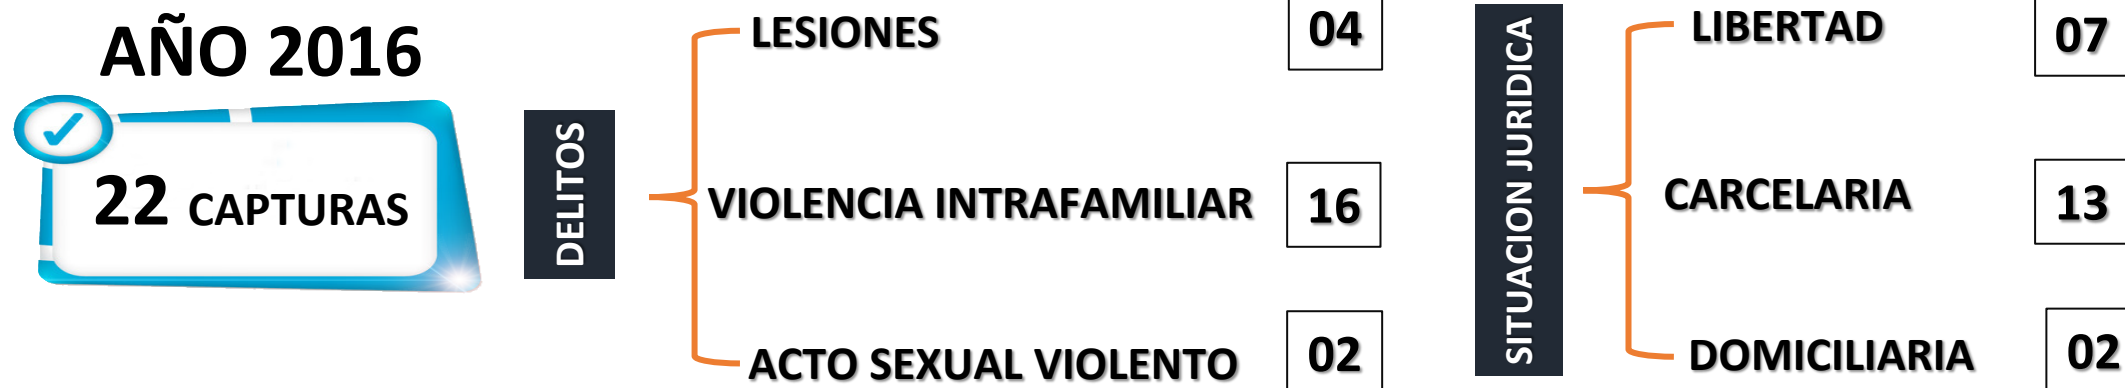 AÑO 2016
22 CAPTURAS
DELITOS
LESIONES 04
VIOLENCIA INTRAFAMILIAR 16
ACTO SEXUAL VIOLENTO 02
SITUACION JURIDICA
LIBERTAD 07
CARCELARIA 13
DOMICILIARIA 02